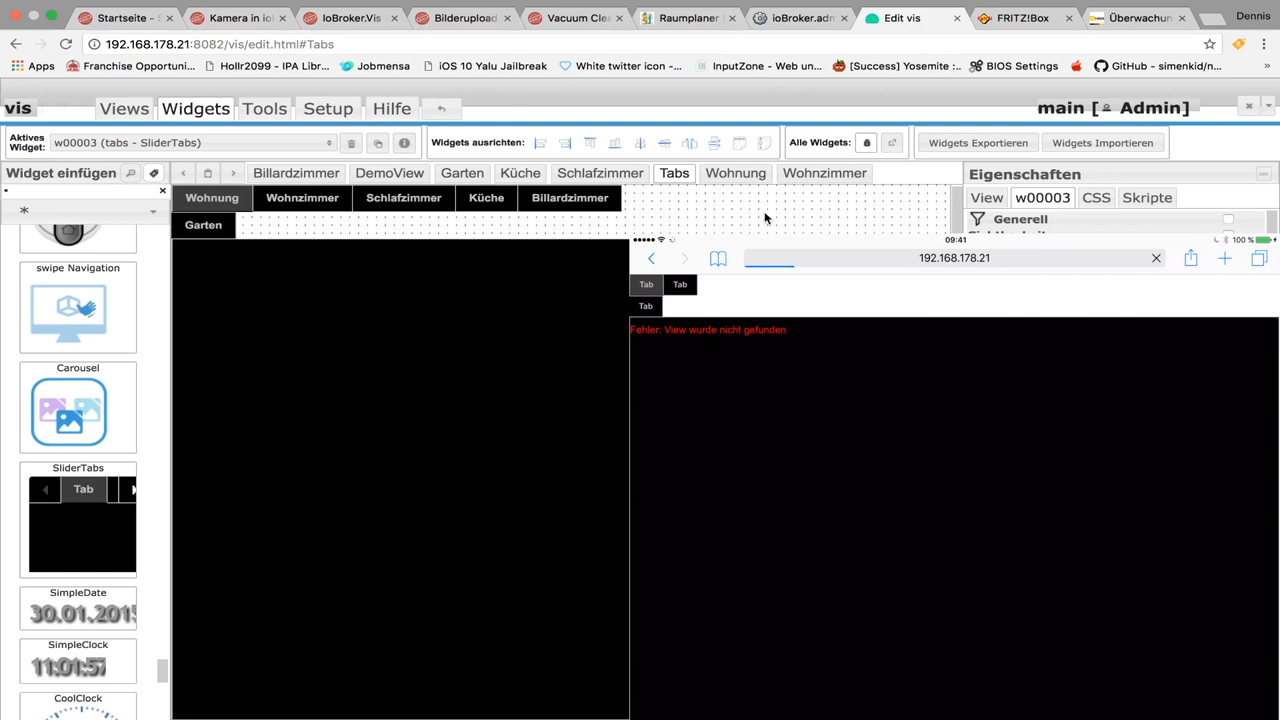 Startseite -
Kamera in io
IoBroker.Vis
Bilderupload
Vacuum Cle
Raumplaner
ioBroker.adm
Edit vis
FRITZ!Box
Überwachun
Dennis
192.168.178.21:8082/vis/edit.html#Tabs
Apps
Franchise Opportuni...
Hollr2099 - IPA Libr...
Jobmensa
iOS 10 Yalu Jailbreak
White twitter icon -...
InputZone - Web un...
[Success] Yosemite :..
BIOS Settings
GitHub - simenkid/n...
vis
Views
Widgets
Tools
Setup
Hilfe
main [ Admin]
Aktives
Widget:
w00003 (tabs - SliderTabs)
Widgets ausrichten:
Alle Widgets:
Widgets Exportieren
Widgets Importieren
Widget einfügen
Billardzimmer
DemoView
Garten
Küche
Schlafzimmer
Tabs
Wohnung
Wohnzimmer
Eigenschaften
View
w00003
CSS
Skripte
Generell
*
Wohnung
Wohnzimmer
Schlafzimmer
Küche
Billardzimmer
Garten
09:41
100 %
192.168.178.21
Tab
Tab
Tab
Fehler: View wurde nicht gefunden
swipe Navigation
Carousel
SliderTabs
Tab
SimpleDate
30.01.201
SimpleClock
11:01:57
CoolClock